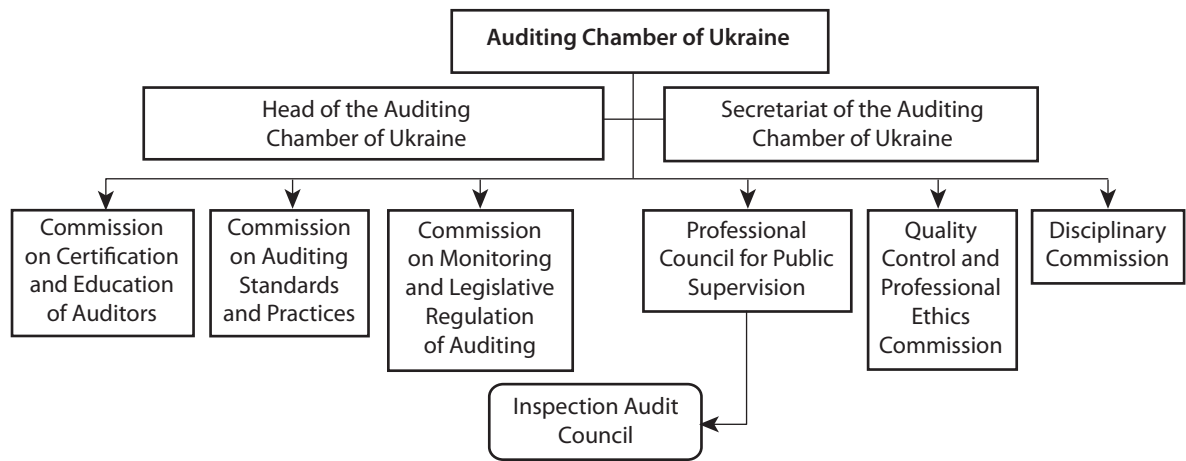 Auditing Chamber of Ukraine
Head of the Auditing
Chamber of Ukraine
Secretariat of the Auditing
Chamber of Ukraine
Commission
on Certification
and Education
of Auditors
Commission
on Auditing
Standards
and Practices
Commission
on Monitoring
and Legislative
Regulation
of Auditing
Professional
Council for Public
Supervision
Quality
Control and
Professional
Ethics
Commission
Disciplinary
Commission
Inspection Audit
Council